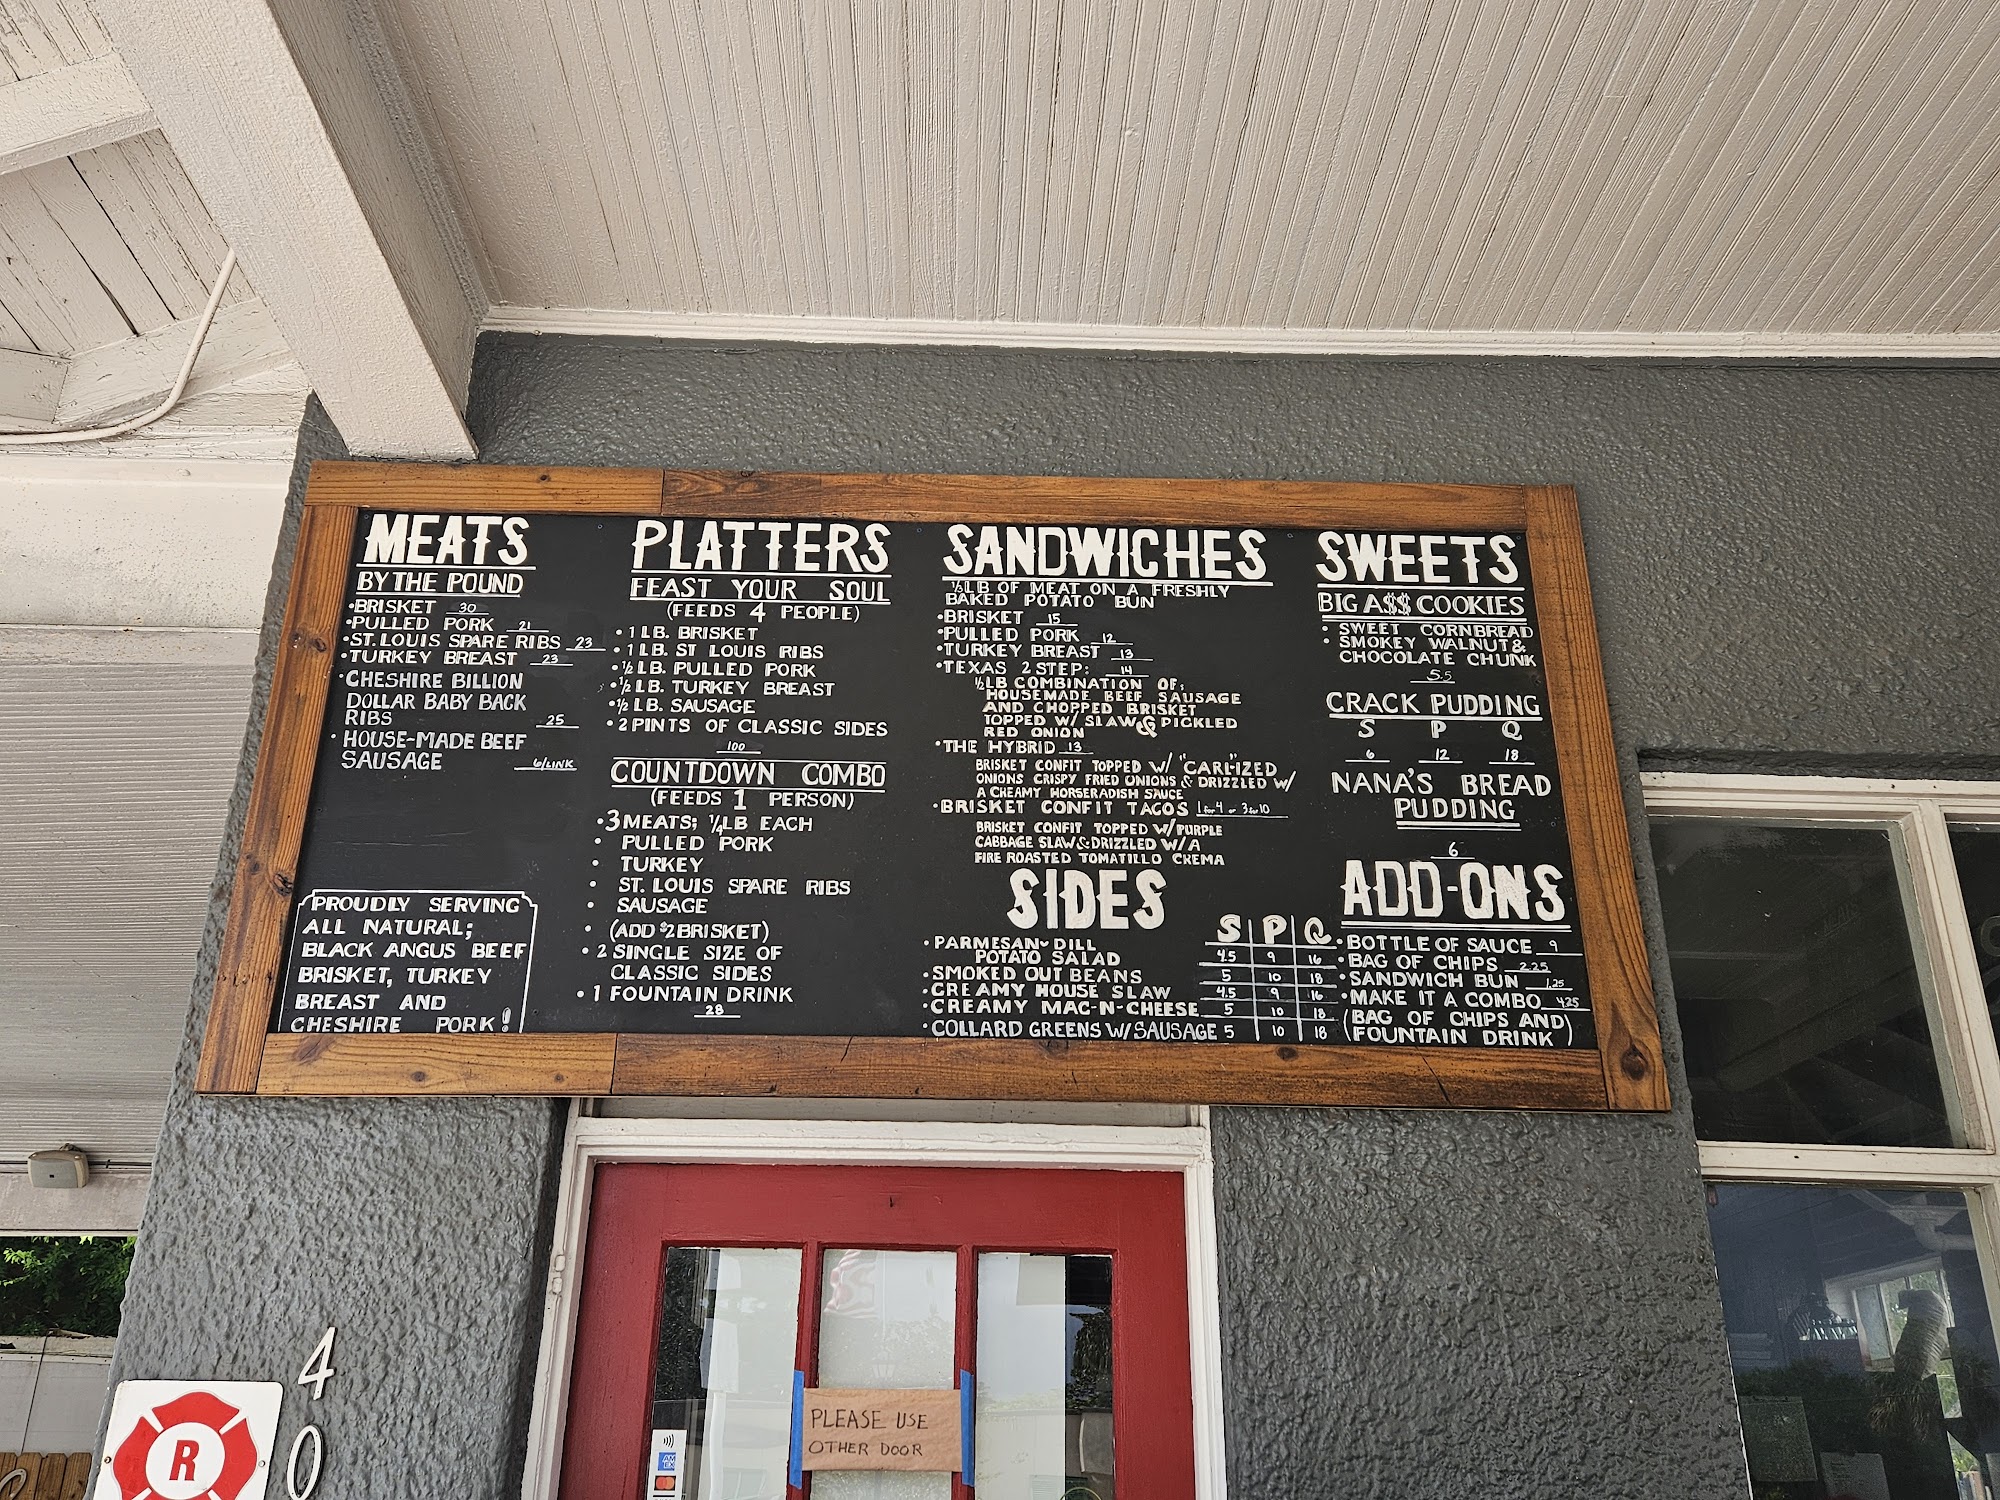 MEATS
BY THE POUND
•BRISKET 30
•PULLED PORK 21
•ST. LOUIS SPARE RIBS 23
•TURKEY BREAST 23
•CHESHIRE BILLION
DOLLAR BABY BACK
RIBS 25
•HOUSE-MADE BEEF
SAUSAGE 6/LINK
PROUDLY SERVING
ALL NATURAL;
BLACK ANGUS BEEF
BRISKET, TURKEY
BREAST AND
CHESHIRE PORK!
PLATTERS
FEAST YOUR SOUL
(FEEDS 4 PEOPLE)
•1 LB. BRISKET
•1 LB. ST LOUIS RIBS
•½ LB. PULLED PORK
•½ LB. TURKEY BREAST
•½ LB. SAUSAGE
•2 PINTS OF CLASSIC SIDES
100
COUNTDOWN COMBO
(FEEDS 1 PERSON)
•3 MEATS; ¼LB EACH
• PULLED PORK
• TURKEY
• ST. LOUIS SPARE RIBS
• SAUSAGE
• (ADD $2 BRISKET)
•2 SINGLE SIZE OF
CLASSIC SIDES
•1 FOUNTAIN DRINK
28
SANDWICHES
½LB OF MEAT ON A FRESHLY
BAKED POTATO BUN
•BRISKET 15
•PULLED PORK 12
•TURKEY BREAST 13
•TEXAS 2 STEP: 14
½LB COMBINATION OF;
HOUSEMADE BEEF SAUSAGE
AND CHOPPED BRISKET
TOPPED W/ SLAW & PICKLED
RED ONION
•THE HYBRID 13
BRISKET CONFIT TOPPED W/ "CARL"IZED
ONIONS CRISPY FRIED ONIONS & DRIZZLED W/
A CREAMY HORSERADISH SAUCE
•BRISKET CONFIT TACOS 1 for 4 or 3 for 10
BRISKET CONFIT TOPPED W/ PURPLE
CABBAGE SLAW & DRIZZLED W/ A
FIRE ROASTED TOMATILLO CREMA
SIDES
S P Q
•PARMESAN-DILL
POTATO SALAD 4.5 9 16
•SMOKED OUT BEANS 5 10 18
•CREAMY HOUSE SLAW 4.5 9 16
•CREAMY MAC-N-CHEESE 5 10 18
•COLLARD GREENS W/ SAUSAGE 5 10 18
SWEETS
BIG A$$ COOKIES
• SWEET CORNBREAD
• SMOKEY WALNUT &
CHOCOLATE CHUNK
5.5
CRACK PUDDING
S P Q
6 12 18
NANA'S BREAD
PUDDING
6
ADD-ONS
•BOTTLE OF SAUCE 9
•BAG OF CHIPS 2.25
•SANDWICH BUN 1.25
•MAKE IT A COMBO 4.25
(BAG OF CHIPS AND
FOUNTAIN DRINK)
PLEASE USE
OTHER DOOR
40
R
AM
EX